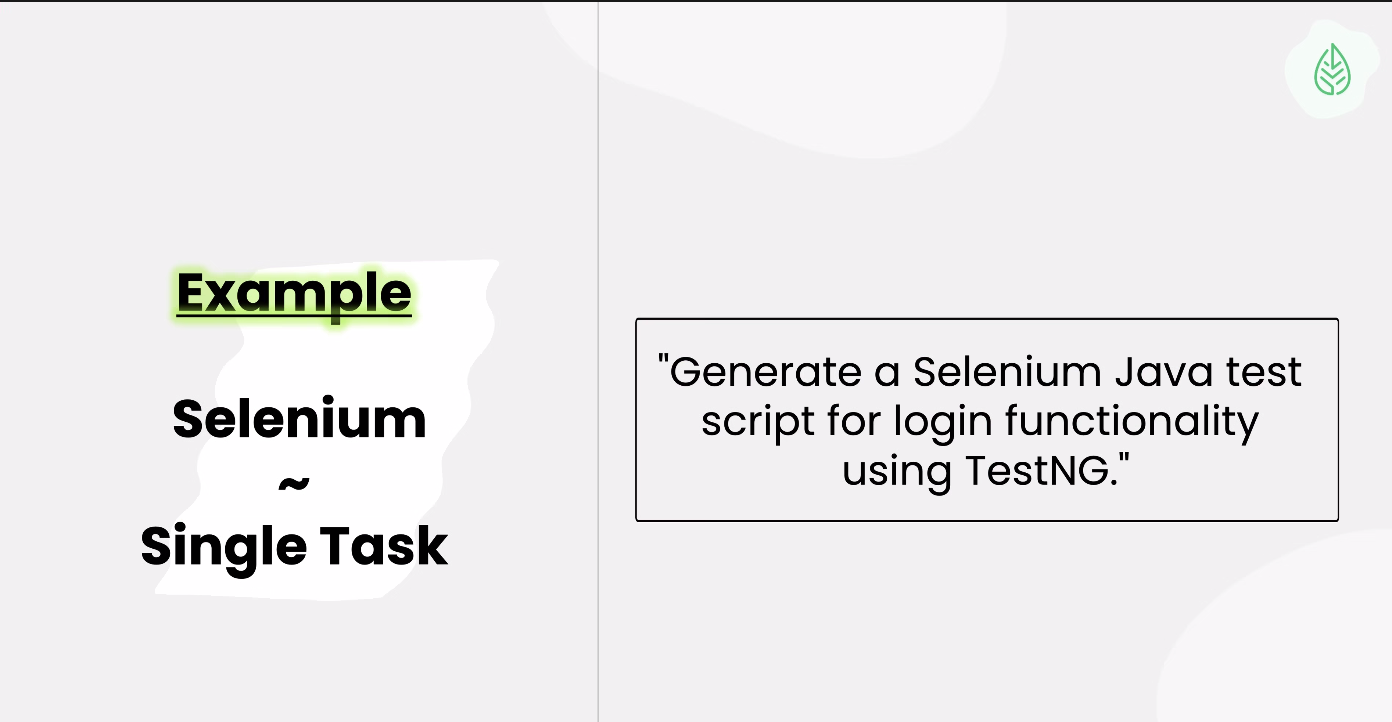 Example
Selenium
~
Single Task
"Generate a Selenium Java test
script for login functionality
using TestNG."